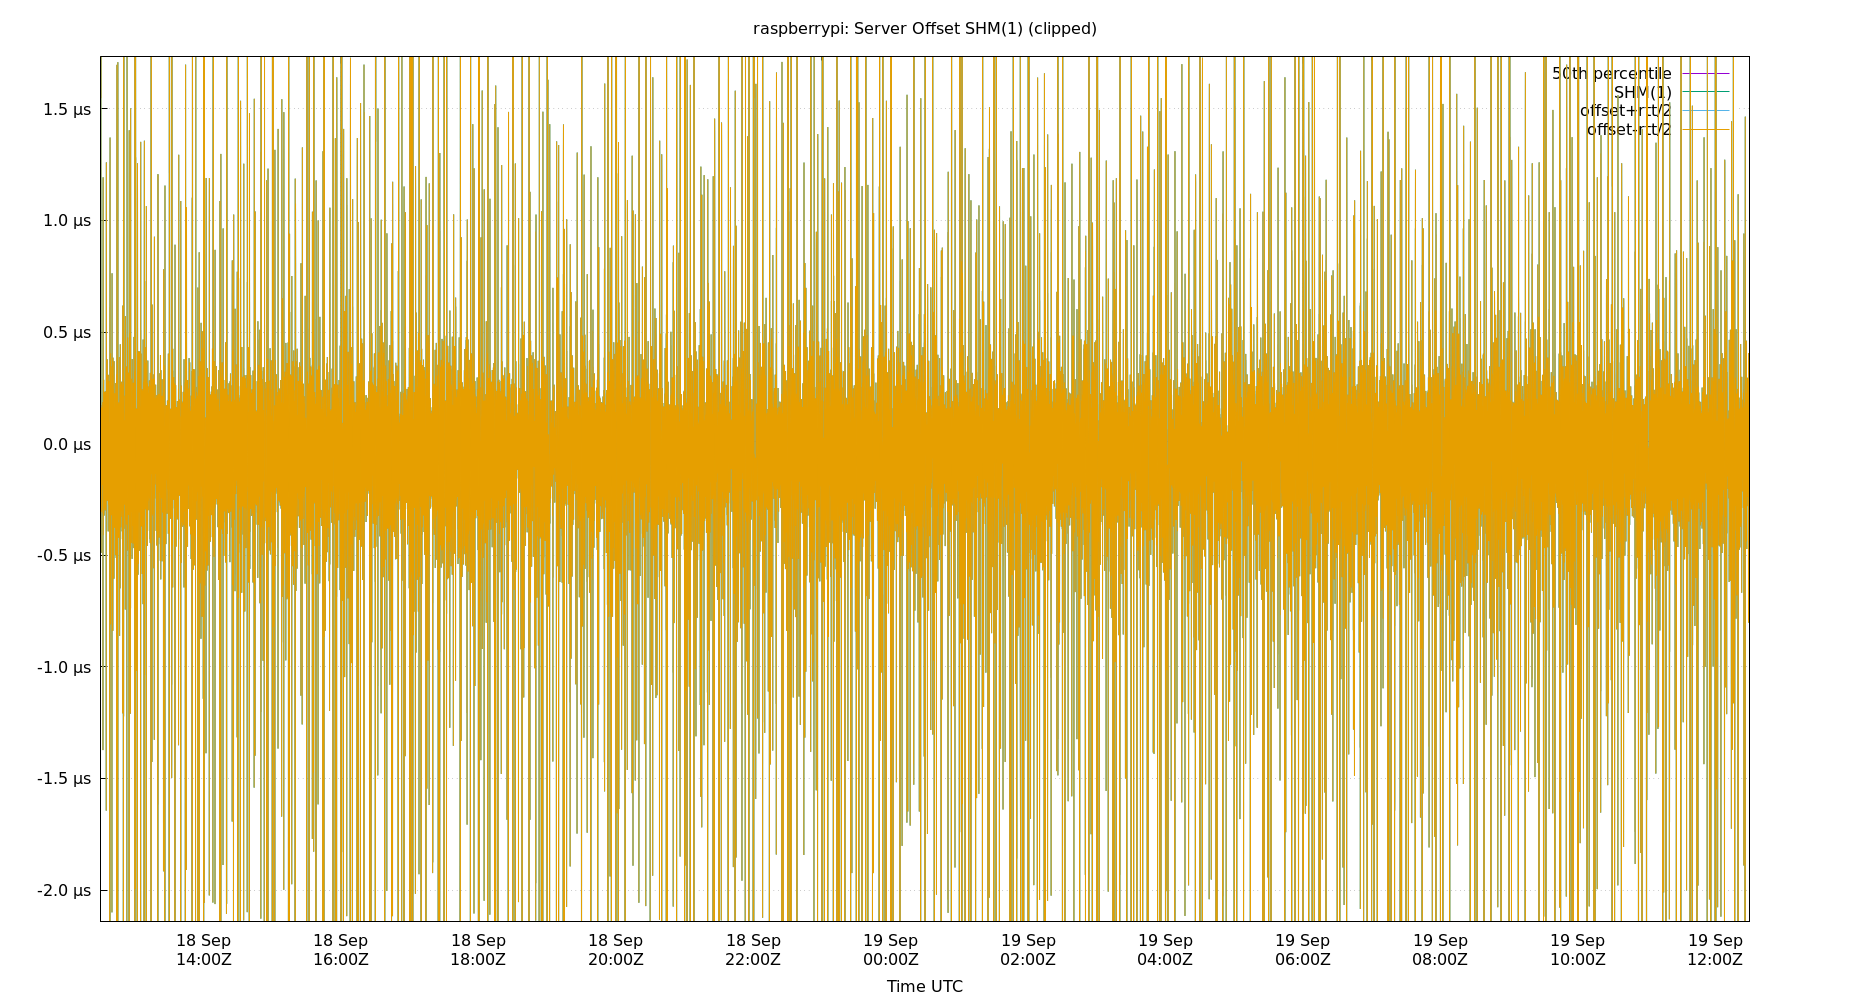 raspberrypi: Server Offset SHM(1) (clipped)
50th percentile
SHM(1)
offset+rtt/2
offset-rtt/2
1.5 µs
1.0 µs
0.5 µs
0.0 µs
-0.5 µs
-1.0 µs
-1.5 µs
-2.0 µs
18 Sep 18 Sep 18 Sep 18 Sep 18 Sep 19 Sep 19 Sep 19 Sep 19 Sep 19 Sep 19 Sep 19 Sep
14:00Z 16:00Z 18:00Z 20:00Z 22:00Z 00:00Z 02:00Z 04:00Z 06:00Z 08:00Z 10:00Z 12:00Z
Time UTC